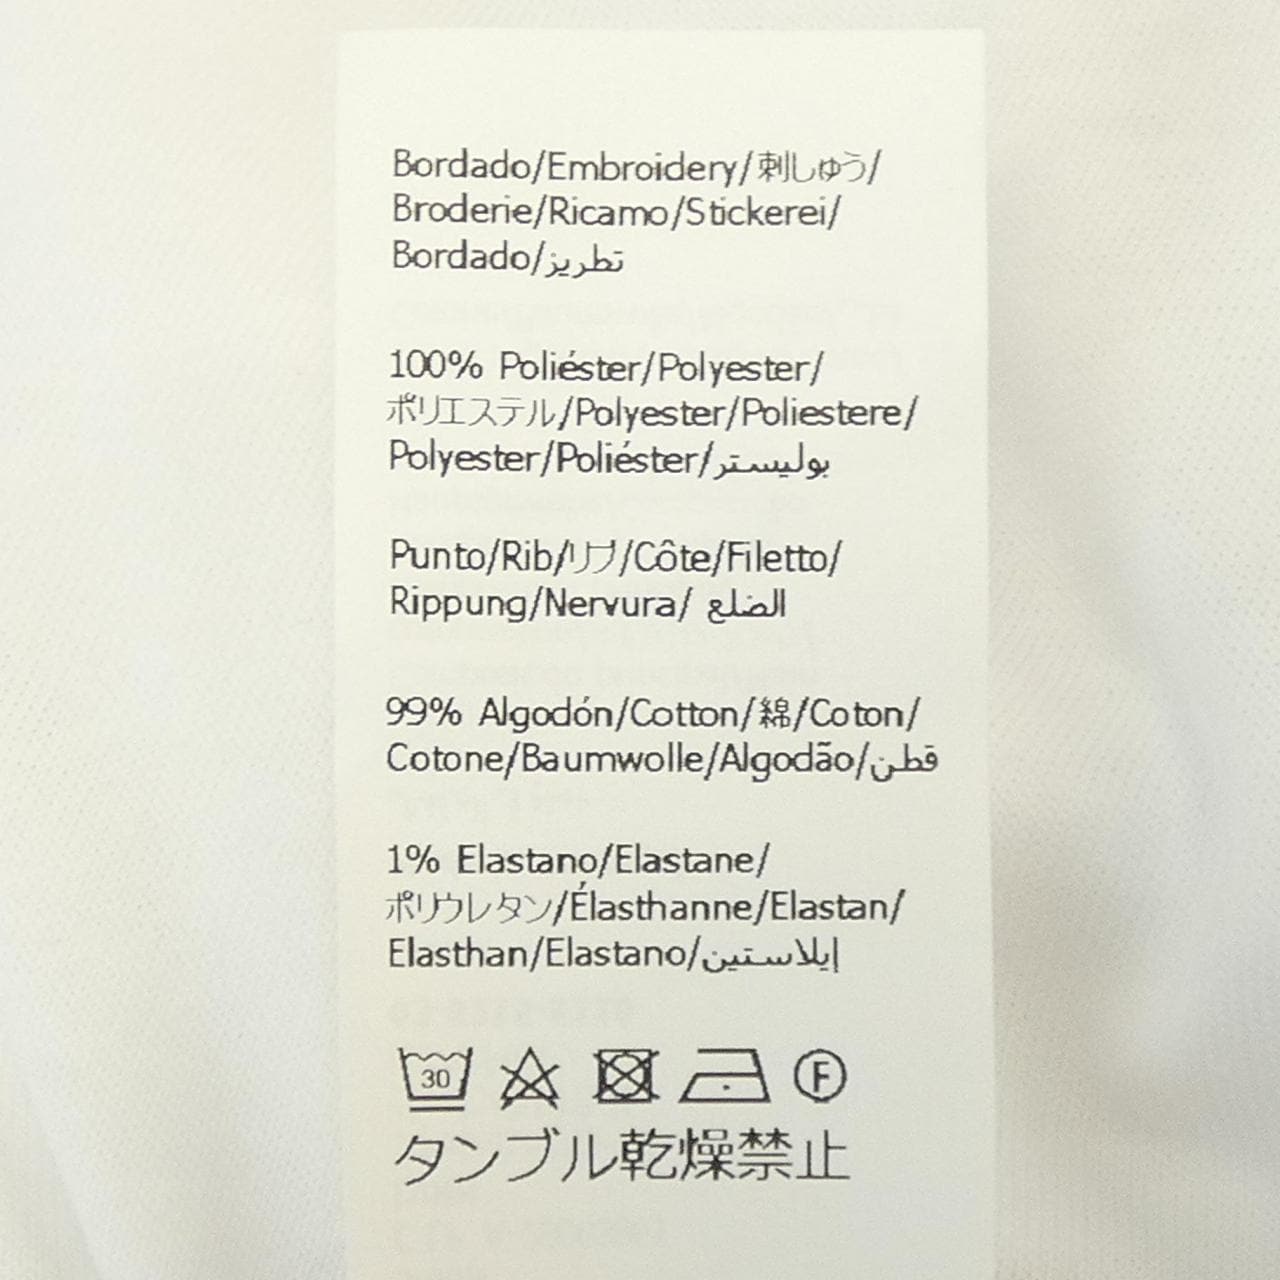 Bordado/Embroidery/刺しゅう/
Broderie/Ricamo/Stickerei/
Bordado/تطريز
100% Poliéster/Polyester/
ポリエステル/Polyester/Poliestere/
Polyester/Poliéster/بوليستر
Punto/Rib/リブ/Côte/Filetto/
Rippung/Nervura/ الضلع
99% Algodón/Cotton/綿/Coton/
Cotone/Baumwolle/Algodão/قطن
1% Elastano/Elastane/
ポリウレタン/Élasthanne/Elastan/
Elasthan/Elastano/إيلاستين
30 F
タンブル乾燥禁止